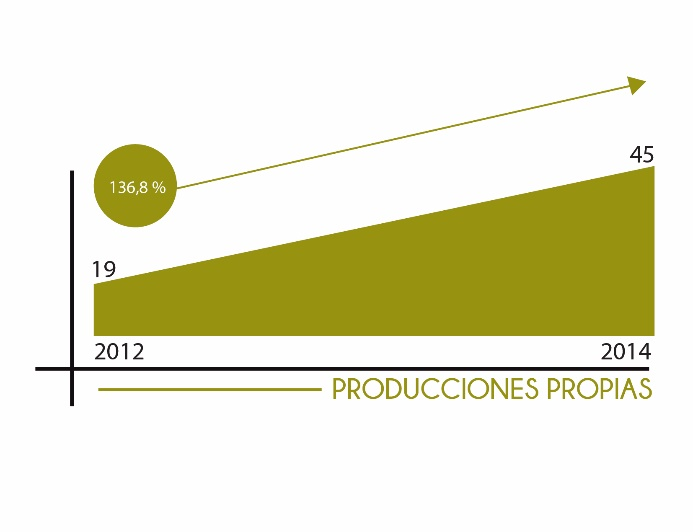 45
136,8 %
19
2012 2014
PRODUCCIONES PROPIAS